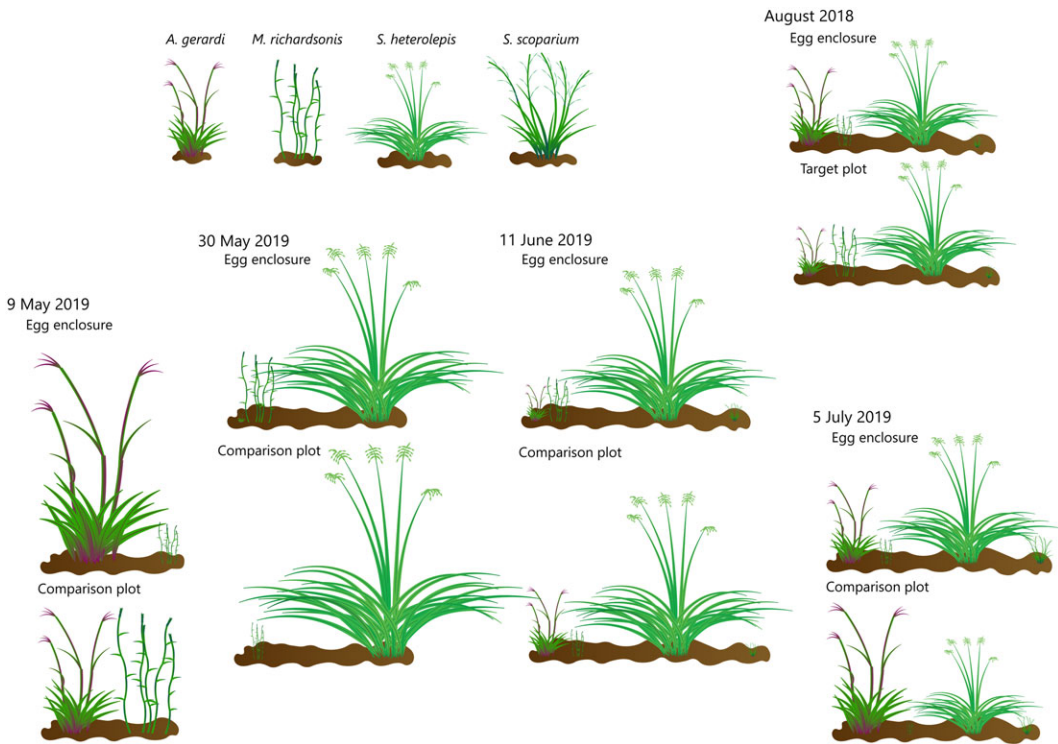 A. gerardi
M. richardsonis
S. heterolepis
S. scoparium
August 2018
Egg enclosure
Target plot
9 May 2019
Egg enclosure
Comparison plot
30 May 2019
Egg enclosure
Comparison plot
11 June 2019
Egg enclosure
Comparison plot
5 July 2019
Egg enclosure
Comparison plot